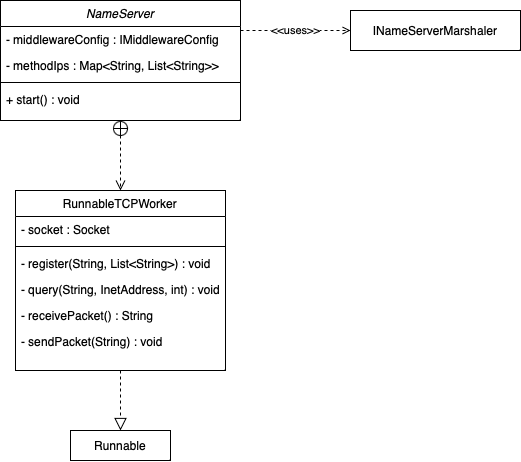 NameServer
- middlewareConfig : IMiddlewareConfig
- methodIps : Map<String, List<String>>
+ start() : void
<<uses>>
INameServerMarshaler
RunnableTCPWorker
- socket : Socket
- register(String, List<String>) : void
- query(String, InetAddress, int) : void
- receivePacket() : String
- sendPacket(String) : void
Runnable